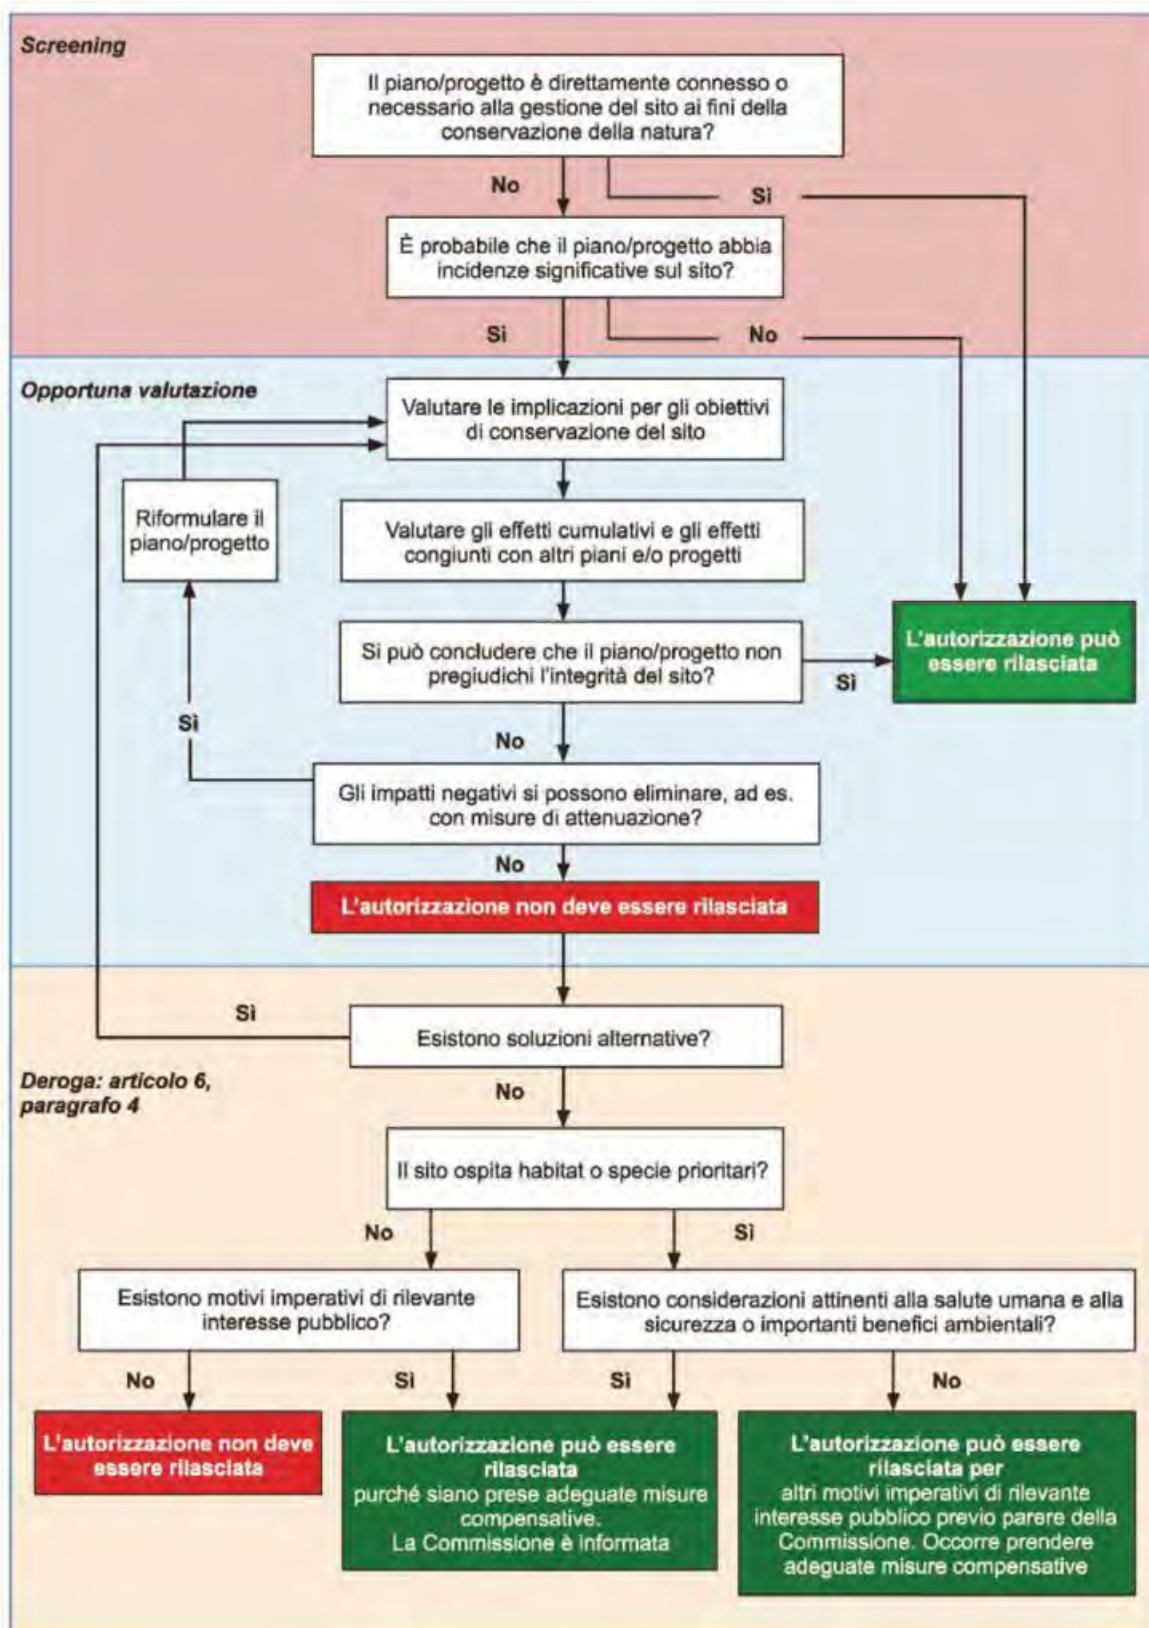 Screening
Il piano/progetto è direttamente connesso o
necessario alla gestione del sito ai fini della
conservazione della natura?
No
Sì
È probabile che il piano/progetto abbia
incidenze significative sul sito?
Sì
No
Opportuna valutazione
Valutare le implicazioni per gli obiettivi
di conservazione del sito
Riformulare il
piano/progetto
Valutare gli effetti cumulativi e gli effetti
congiunti con altri piani e/o progetti
Si può concludere che il piano/progetto non
pregiudichi l'integrità del sito?
Sì
L'autorizzazione può
essere rilasciata
Sì
No
Gli impatti negativi si possono eliminare, ad es.
con misure di attenuazione?
No
L'autorizzazione non deve essere rilasciata
Sì
Esistono soluzioni alternative?
Deroga: articolo 6,
paragrafo 4
No
Il sito ospita habitat o specie prioritari?
No
Sì
Esistono motivi imperativi di rilevante
interesse pubblico?
Esistono considerazioni attinenti alla salute umana e alla
sicurezza o importanti benefici ambientali?
No
Sì
Sì
No
L'autorizzazione non deve
essere rilasciata
L'autorizzazione può essere
rilasciata
purché siano prese adeguate misure
compensative.
La Commissione è informata
L'autorizzazione può essere
rilasciata per
altri motivi imperativi di rilevante
interesse pubblico previo parere della
Commissione. Occorre prendere
adeguate misure compensative